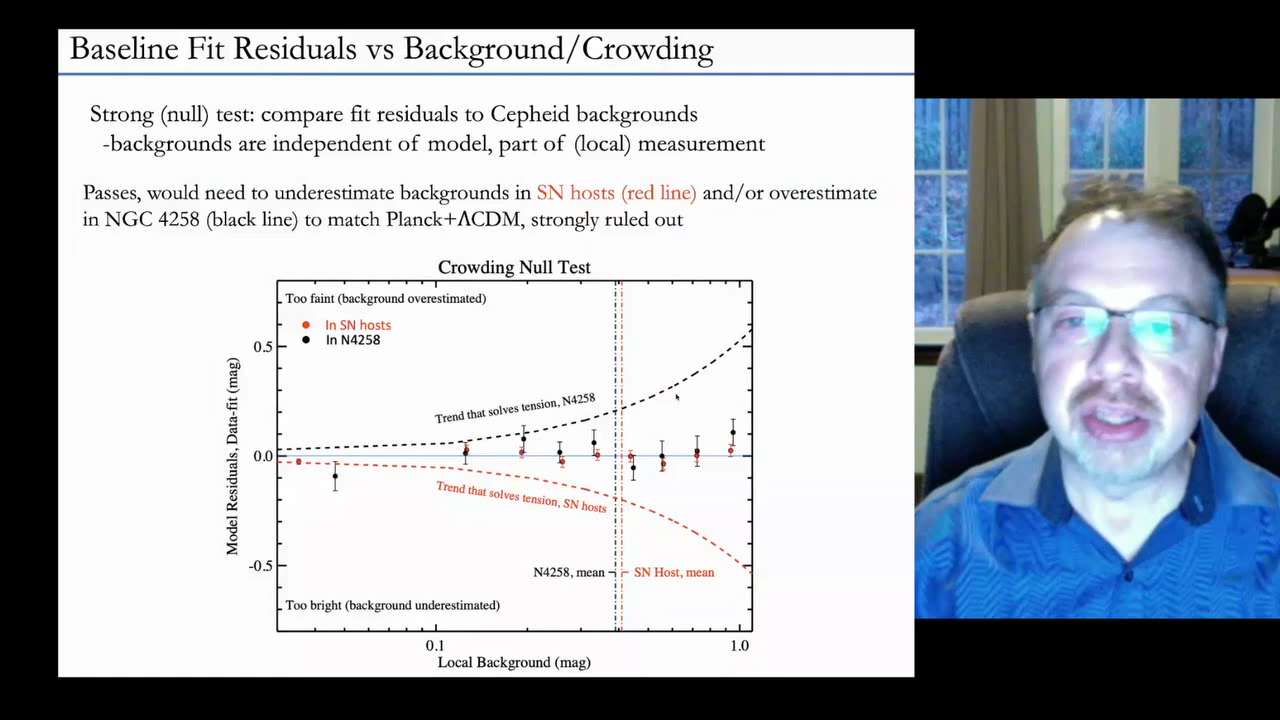 Baseline Fit Residuals vs Background/Crowding
Strong (null) test: compare fit residuals to Cepheid backgrounds
-backgrounds are independent of model, part of (local) measurement
Passes, would need to underestimate backgrounds in SN hosts (red line) and/or overestimate
in NGC 4258 (black line) to match Planck+ΛCDM, strongly ruled out
Crowding Null Test
Too faint (background overestimated)
In SN hosts
In N4258
0.5
Trend that solves tension, N4258
0.0
Trend that solves tension, SN hosts
-0.5
N4258, mean
SN Host, mean
Too bright (background underestimated)
Model Residuals, Data-fit (mag)
0.1
1.0
Local Background (mag)